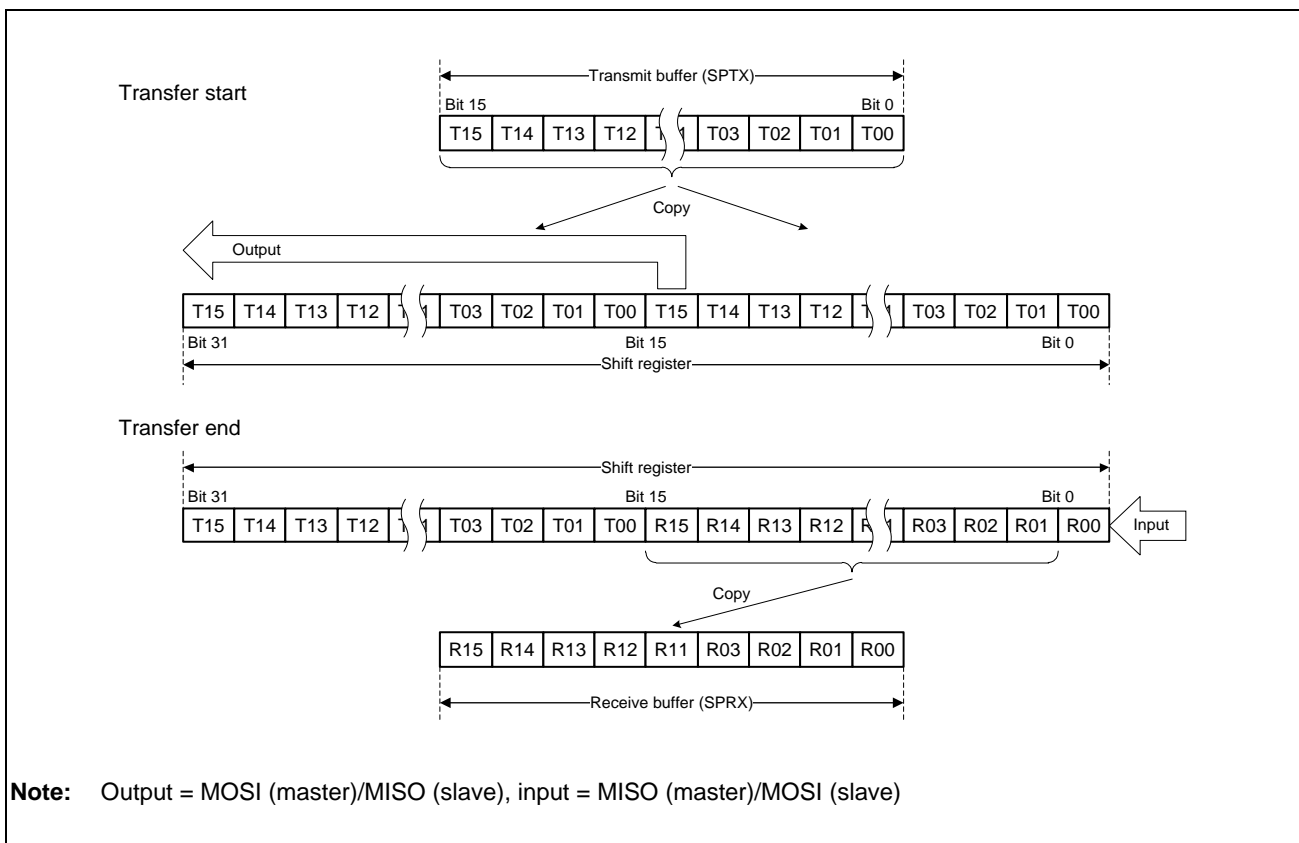 Transfer start
Transmit buffer (SPTX)
Bit 15 Bit 0
T15 T14 T13 T12 T03 T02 T01 T00
Copy
Output
T15 T14 T13 T12 T03 T02 T01 T00 T15 T14 T13 T12 T03 T02 T01 T00
Bit 31 Bit 15 Bit 0
Shift register
Transfer end
Shift register
Bit 31 Bit 15 Bit 0
T15 T14 T13 T12 T03 T02 T01 T00 R15 R14 R13 R12 R03 R02 R01 R00
Input
Copy
R15 R14 R13 R12 R11 R03 R02 R01 R00
Receive buffer (SPRX)
Note: Output = MOSI (master)/MISO (slave), input = MISO (master)/MOSI (slave)